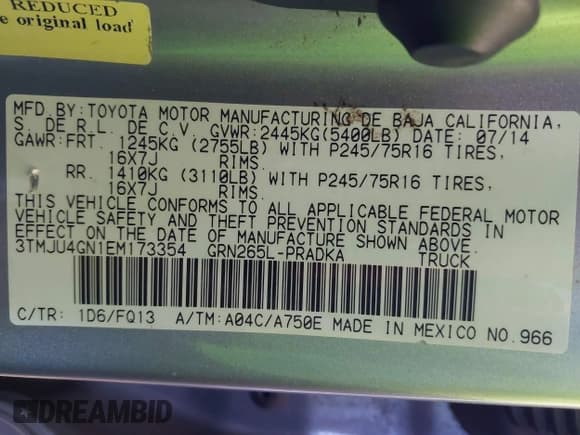 REDUCED
e original load
MFD BY:TOYOTA MOTOR MANUFACTURING DE BAJA CALIFORNIA,
S. DE R.L. DE C.V. GVWR:2445KG(5400LB) DATE: 07/14
GAWR:FRT. 1245KG (2755LB) WITH P245/75R16 TIRES,
16X7J RIMS.
RR. 1410KG (3110LB) WITH P245/75R16 TIRES,
16X7J RIMS.
THIS VEHICLE CONFORMS TO ALL APPLICABLE FEDERAL MOTOR
VEHICLE SAFETY AND THEFT PREVENTION STANDARDS IN
EFFECT ON THE DATE OF MANUFACTURE SHOWN ABOVE.
3TMJU4GN1EM173354 GRN265L-PRADKA TRUCK
C/TR: 1D6/FQ13 A/TM:A04C/A750E MADE IN MEXICO NO.966
DREAMBID